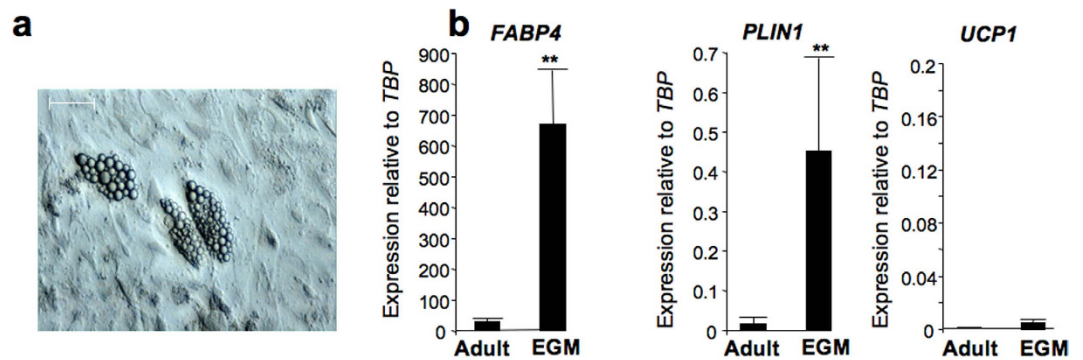 a
b
FABP4
Expression relative to TBP
900
800
700
600
500
400
300
200
100
0
**
Adult EGM
PLIN1
Expression relative to TBP
0.7
0.6
0.5
0.4
0.3
0.2
0.1
0
**
Adult EGM
UCP1
Expression relative to TBP
0.2
0.16
0.12
0.08
0.04
0
Adult EGM